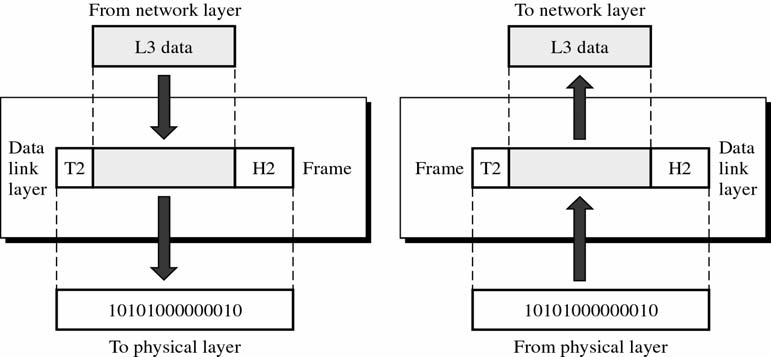 From network layer
L3 data
Data
link
layer
T2
H2
Frame
10101000000010
To physical layer
To network layer
L3 data
Frame
T2
H2
Data
link
layer
10101000000010
From physical layer